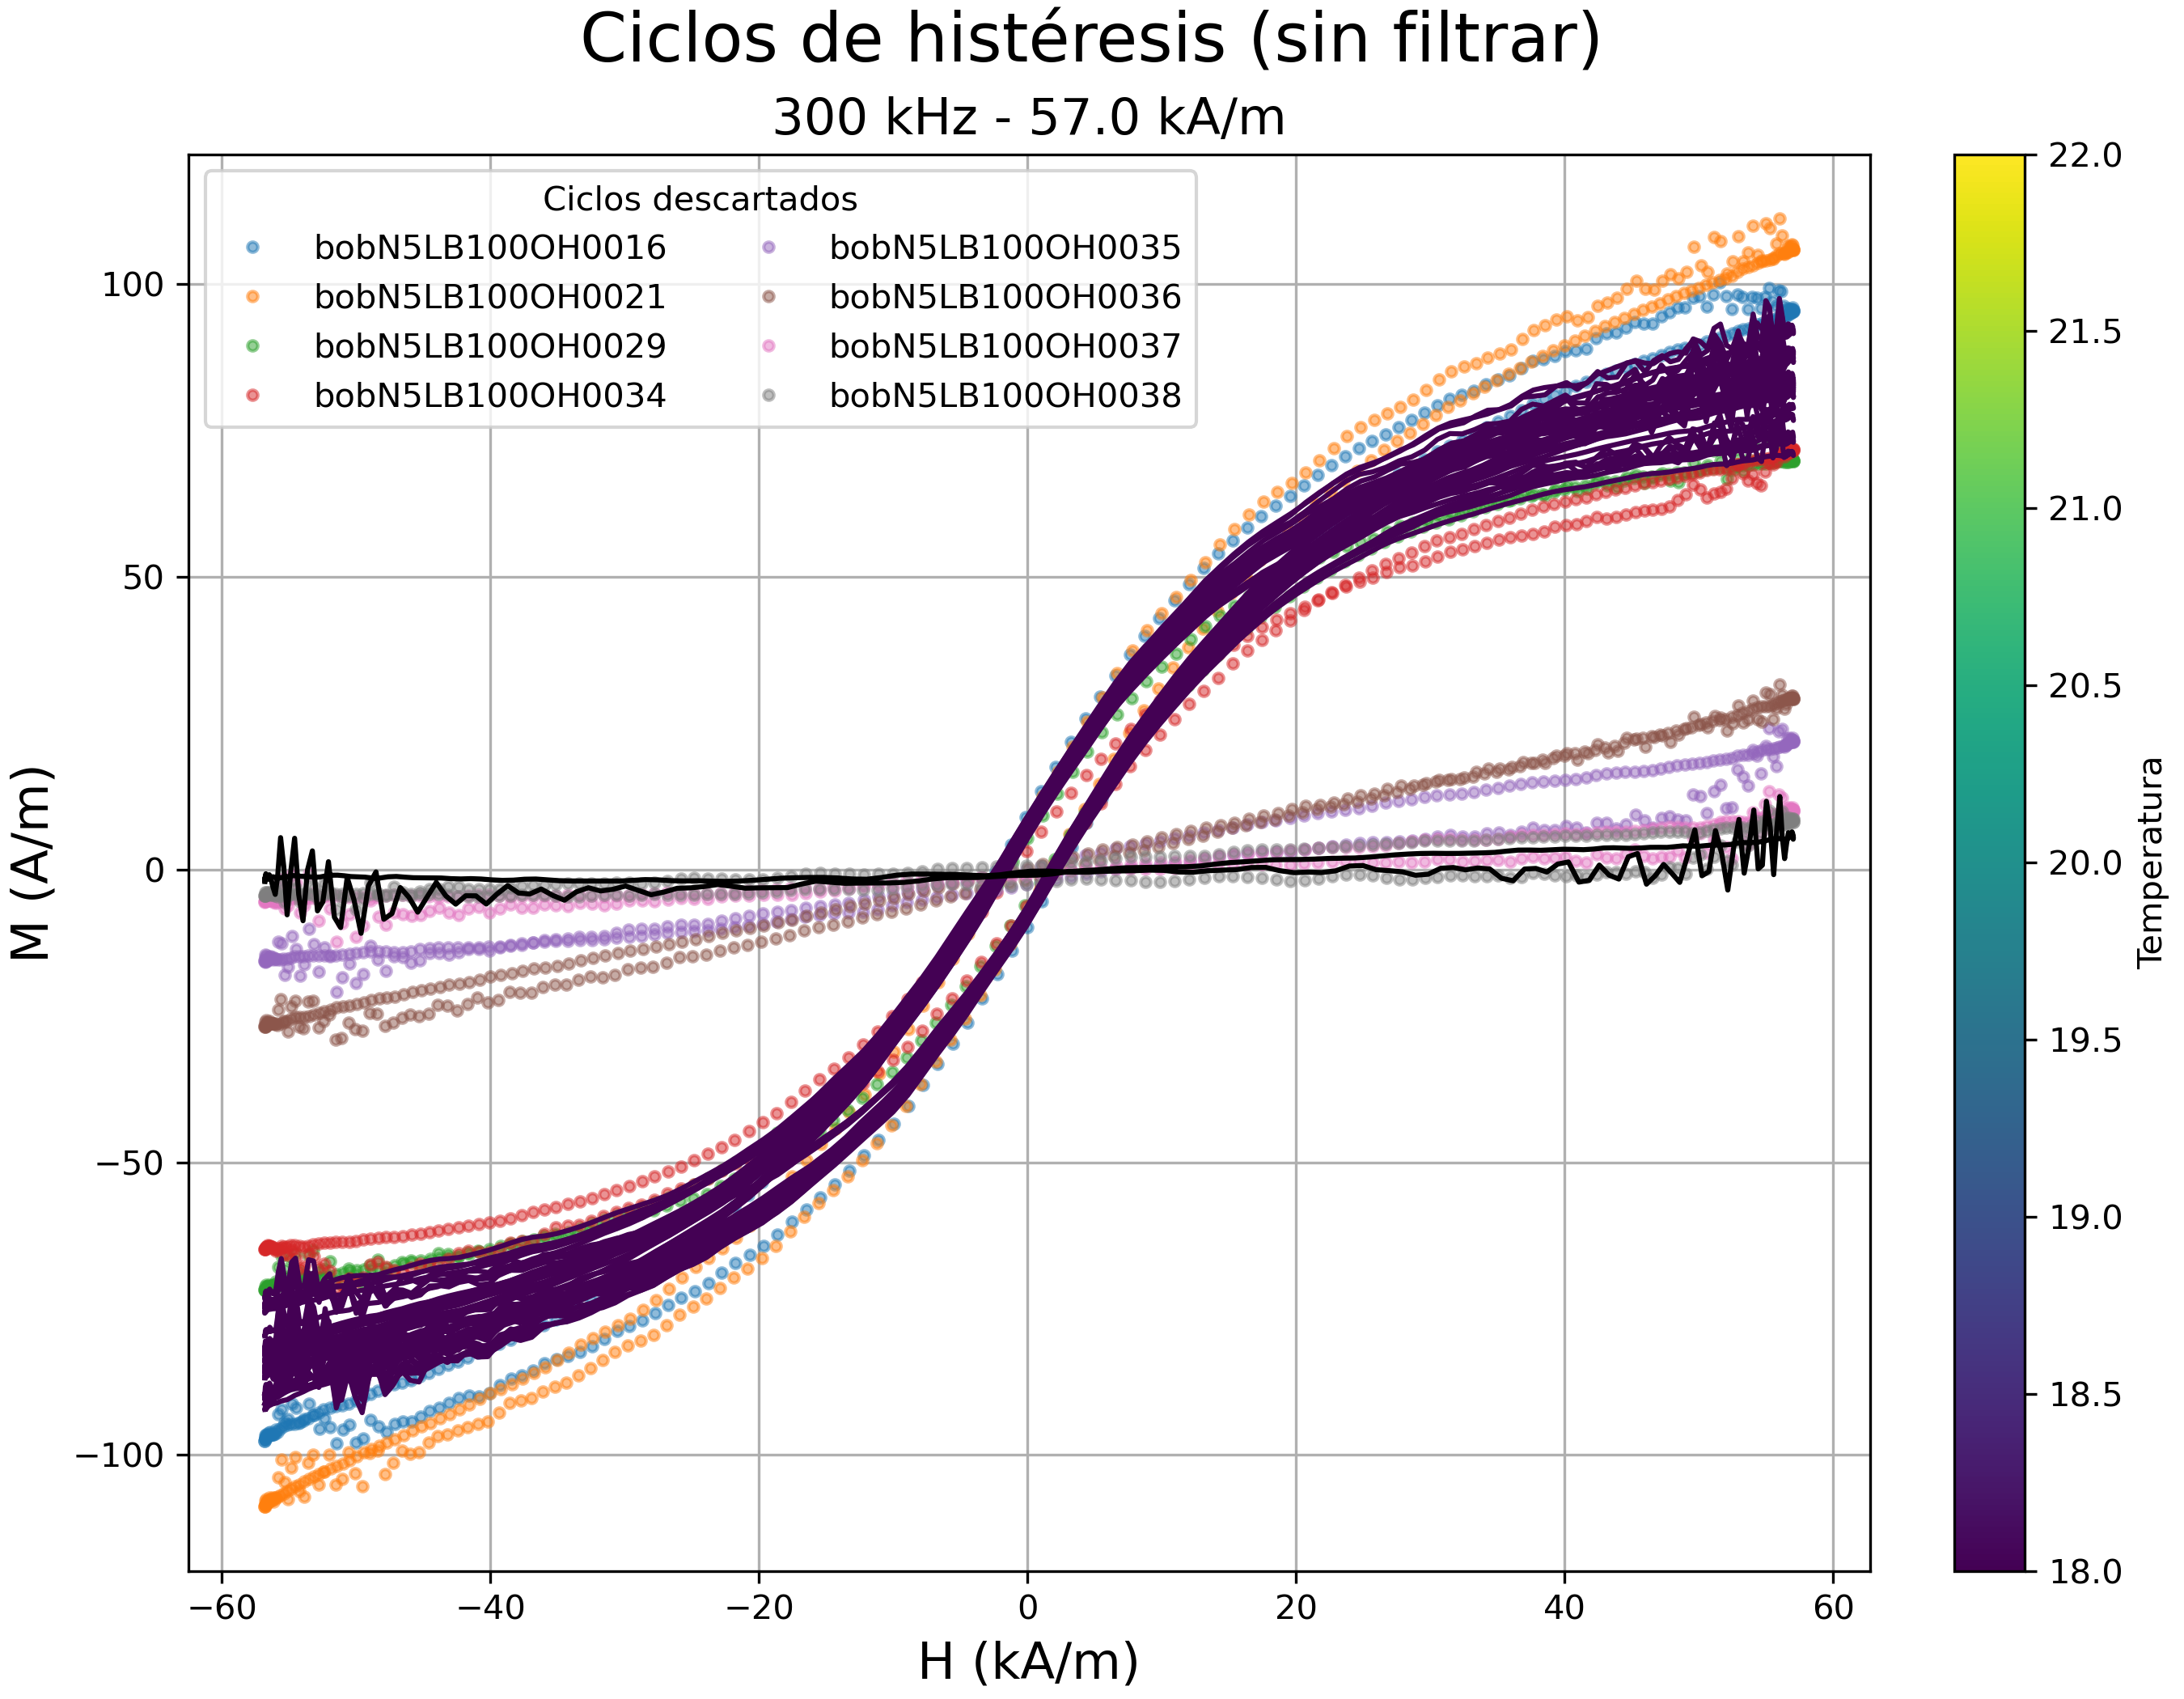 Ciclos de histéresis (sin filtrar)
300 kHz - 57.0 kA/m
Ciclos descartados
bobN5LB100OH0016
bobN5LB100OH0021
bobN5LB100OH0029
bobN5LB100OH0034
bobN5LB100OH0035
bobN5LB100OH0036
bobN5LB100OH0037
bobN5LB100OH0038
M (A/m)
100
50
0
−50
−100
−60
−40
−20
0
20
40
60
H (kA/m)
22.0
21.5
21.0
20.5
20.0
19.5
19.0
18.5
18.0
Temperatura